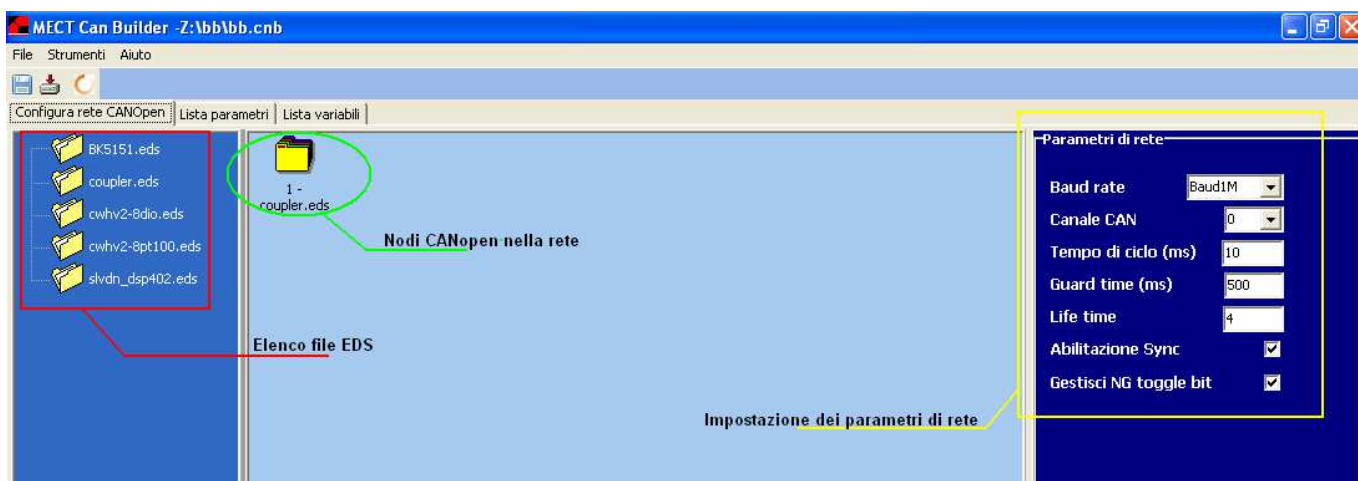 MECT Can Builder -Z:\bb\bb.cnb
File Strumenti Aiuto
Configura rete CANOpen Lista parametri Lista variabili
BK5151.eds
coupler.eds
cwhv2-8dio.eds
cwhv2-8pt100.eds
slvdn_dsp402.eds
Elenco file EDS
1 -
coupler.eds
Nodi CANopen nella rete
Impostazione dei parametri di rete
Parametri di rete
Baud rate Baud1M
Canale CAN 0
Tempo di ciclo (ms) 10
Guard time (ms) 500
Life time 4
Abilitazione Sync
Gestisci NG toggle bit